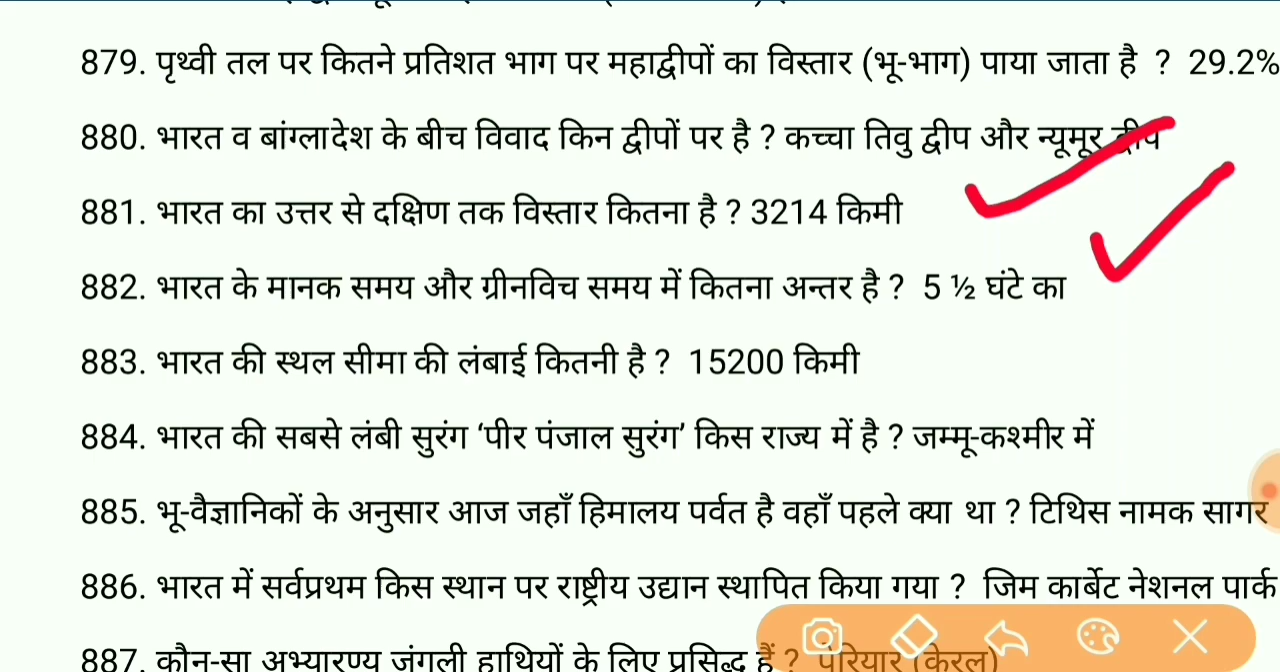 879. पृथ्वी तल पर कितने प्रतिशत भाग पर महाद्वीपों का विस्तार (भू-भाग) पाया जाता है ? 29.2%
880. भारत व बांग्लादेश के बीच विवाद किन द्वीपों पर है ? कच्चा तिवु द्वीप और न्यूमूर द्वीप
881. भारत का उत्तर से दक्षिण तक विस्तार कितना है ? 3214 किमी
882. भारत के मानक समय और ग्रीनविच समय में कितना अन्तर है ? 5 ½ घंटे का
883. भारत की स्थल सीमा की लंबाई कितनी है ? 15200 किमी
884. भारत की सबसे लंबी सुरंग ‘पीर पंजाल सुरंग’ किस राज्य में है ? जम्मू-कश्मीर में
885. भू-वैज्ञानिकों के अनुसार आज जहाँ हिमालय पर्वत है वहाँ पहले क्या था ? टिथिस नामक सागर
886. भारत में सर्वप्रथम किस स्थान पर राष्ट्रीय उद्यान स्थापित किया गया ? जिम कार्बेट नेशनल पार्क
887. कौन-सा अभ्यारण्य जंगली हाथियों के लिए प्रसिद्ध हैं ? पेरियार (केरल)